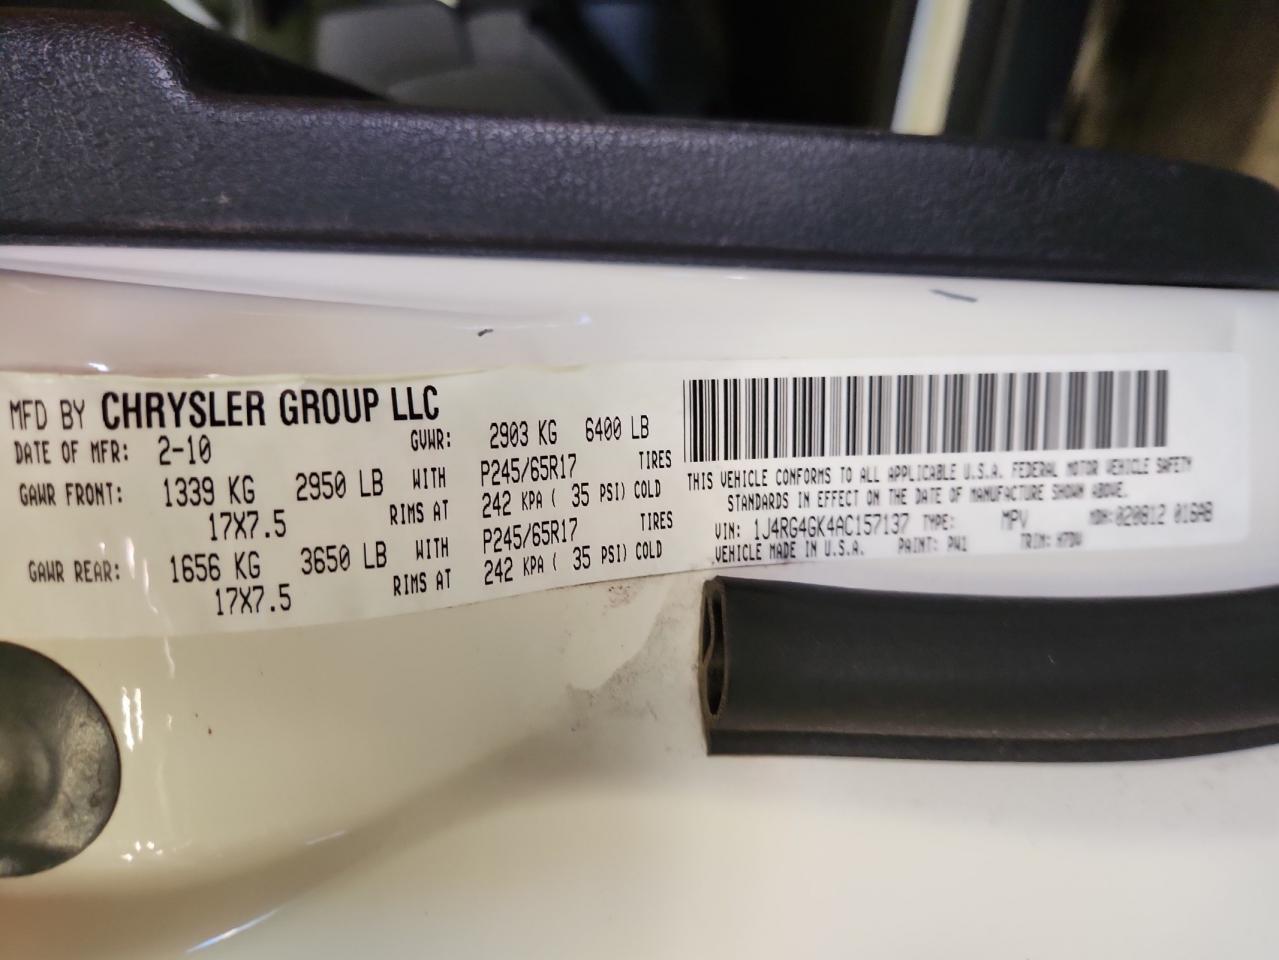 MFD BY CHRYSLER GROUP LLC
DATE OF MFR: 2-10 GVWR: 2903 KG 6400 LB
GAWR FRONT: 1339 KG 2950 LB WITH P245/65R17 TIRES
17X7.5 RIMS AT 242 KPA ( 35 PSI) COLD
GAWR REAR: 1656 KG 3650 LB WITH P245/65R17 TIRES
17X7.5 RIMS AT 242 KPA ( 35 PSI) COLD
THIS VEHICLE CONFORMS TO ALL APPLICABLE U.S.A. FEDERAL MOTOR VEHICLE SAFETY
STANDARDS IN EFFECT ON THE DATE OF MANUFACTURE SHOWN ABOVE.
VIN: 1J4RG4GK4AC157137 TYPE: MPV MDH:020812 016AB
VEHICLE MADE IN U.S.A. PAINT: PW1 TRIM: